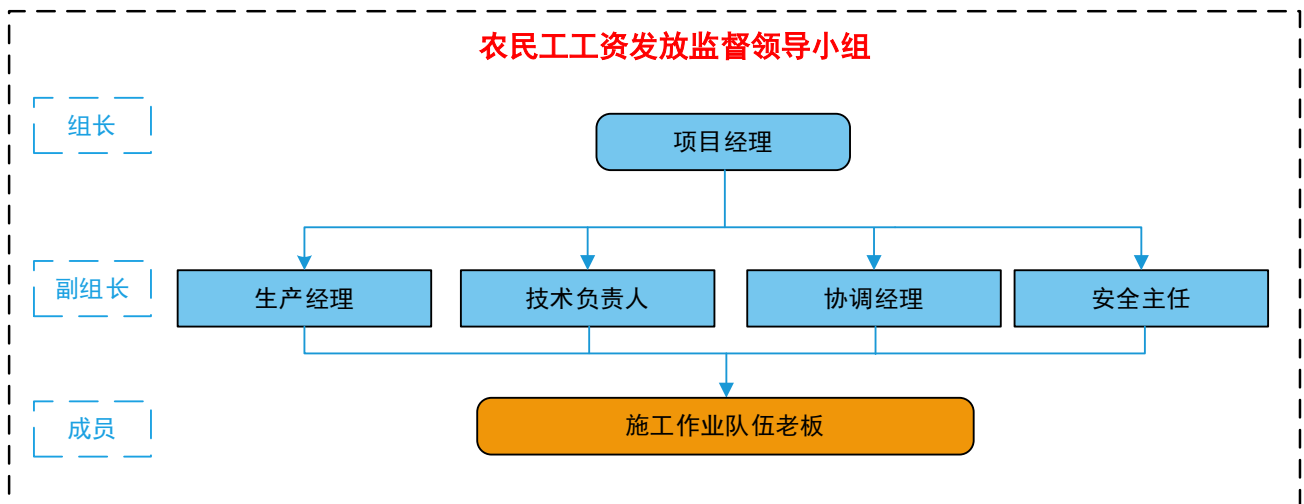 农民工工资发放监督领导小组
组长
项目经理
副组长
生产经理
技术负责人
协调经理
安全主任
成员
施工作业队伍老板